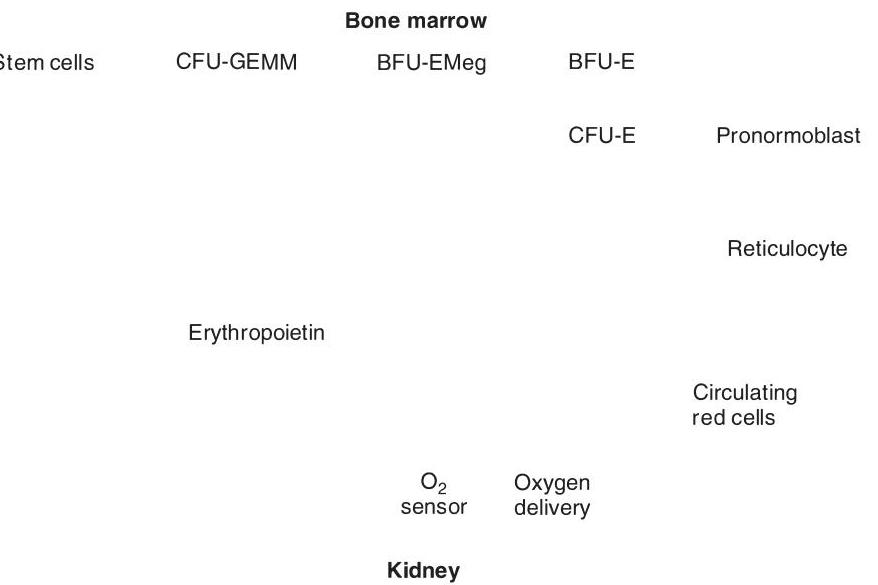 Bone marrow
Stem cells CFU-GEMM BFU-EMeg BFU-E
CFU-E Pronormoblast
Reticulocyte
Erythropoietin
Circulating
red cells
O₂ Oxygen
sensor delivery
Kidney